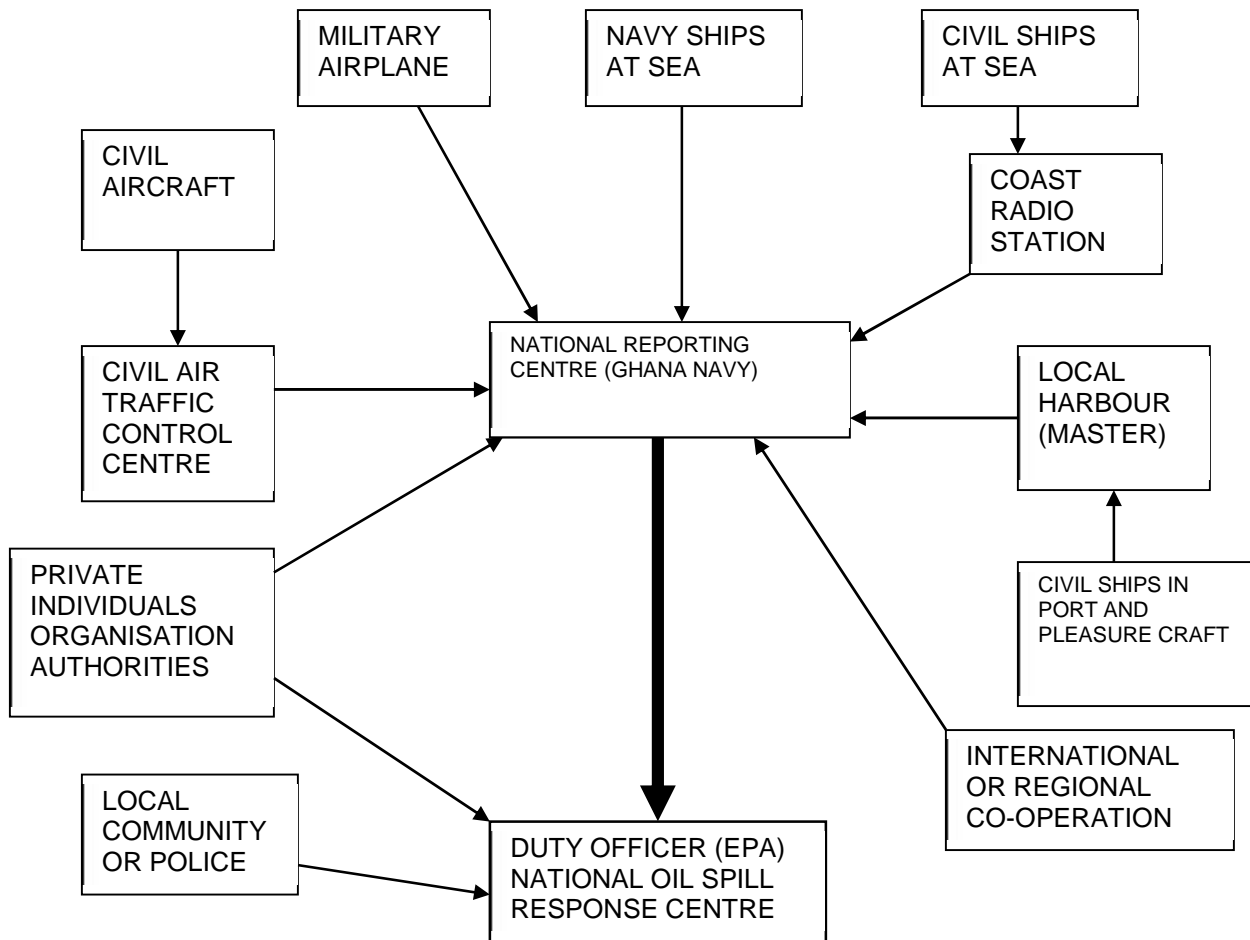 MILITARY
AIRPLANE
NAVY SHIPS
AT SEA
CIVIL SHIPS
AT SEA
CIVIL
AIRCRAFT
COAST
RADIO
STATION
NATIONAL REPORTING
CENTRE (GHANA NAVY)
CIVIL AIR
TRAFFIC
CONTROL
CENTRE
LOCAL
HARBOUR
(MASTER)
PRIVATE
INDIVIDUALS
ORGANISATION
AUTHORITIES
CIVIL SHIPS IN
PORT AND
PLEASURE CRAFT
INTERNATIONAL
OR REGIONAL
CO-OPERATION
LOCAL
COMMUNITY
OR POLICE
DUTY OFFICER (EPA)
NATIONAL OIL SPILL
RESPONSE CENTRE